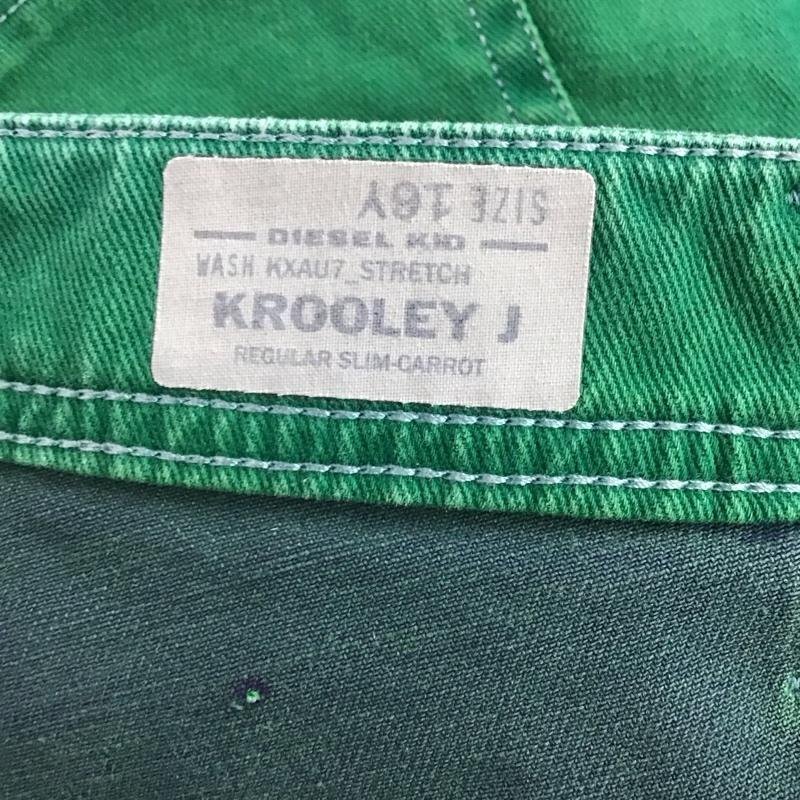 SIZE 16Y
DIESEL KID
WASH KXAU7_STRETCH
KROOLEY J
REGULAR SLIM-CARROT